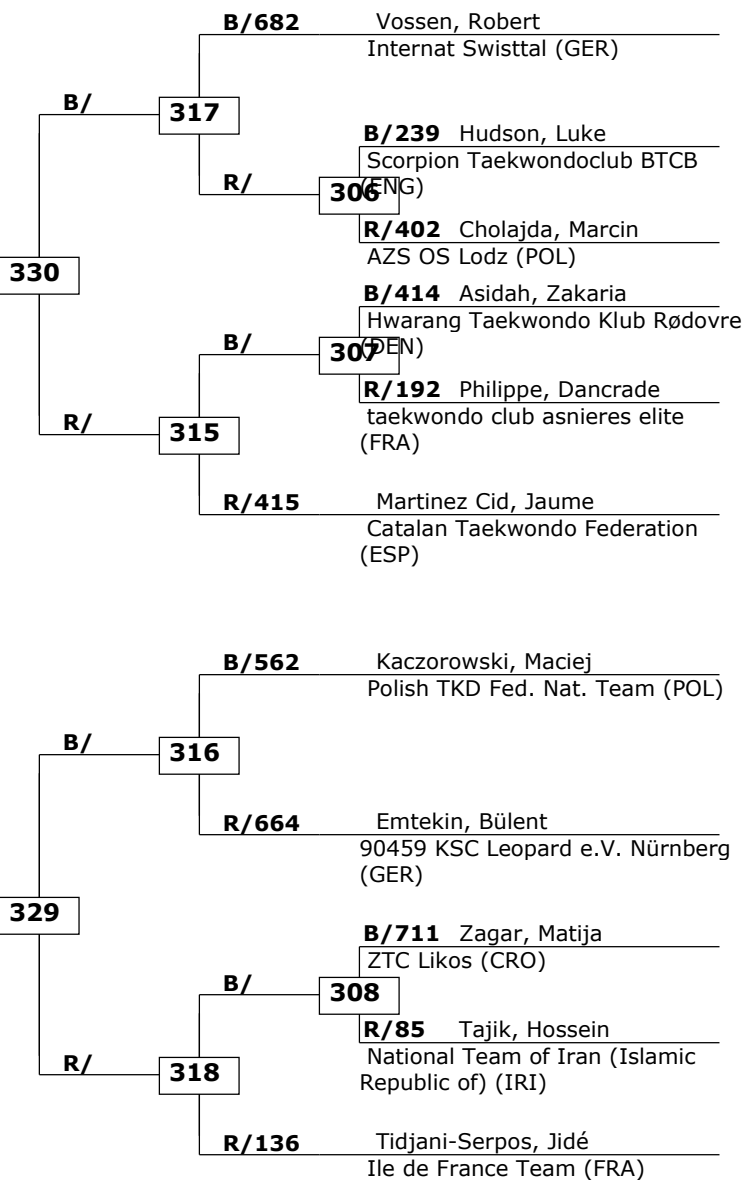 B/682 Vossen, Robert
Internat Swisttal (GER)
B/
317
B/239 Hudson, Luke
Scorpion Taekwondoclub BTCB
(ENG)
R/
306
R/402 Cholajda, Marcin
AZS OS Lodz (POL)
330
B/414 Asidah, Zakaria
Hwarang Taekwondo Klub Rødovre
(DEN)
B/
307
R/192 Philippe, Dancrade
taekwondo club asnieres elite
(FRA)
R/
315
R/415 Martinez Cid, Jaume
Catalan Taekwondo Federation
(ESP)
B/562 Kaczorowski, Maciej
Polish TKD Fed. Nat. Team (POL)
B/
316
R/664 Emtekin, Bülent
90459 KSC Leopard e.V. Nürnberg
(GER)
329
B/711 Zagar, Matija
ZTC Likos (CRO)
B/
308
R/85 Tajik, Hossein
National Team of Iran (Islamic
Republic of) (IRI)
R/
318
R/136 Tidjani-Serpos, Jidé
Ile de France Team (FRA)